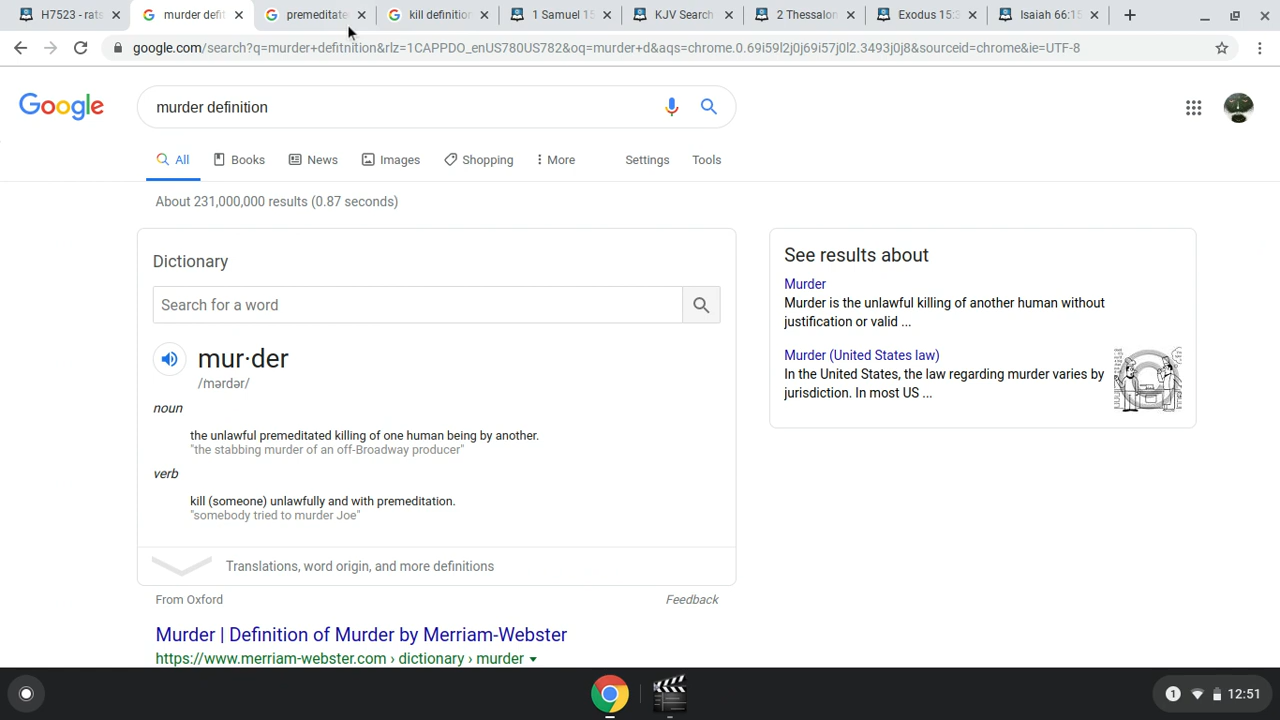 H7523 - rats
murder defi
premeditate
kill definition
1 Samuel 15
KJV Search
2 Thessalon
Exodus 15:3
Isaiah 66:15
google.com/search?q=murder+defitnition&rlz=1CAPPDO_enUS780US782&oq=murder+d&aqs=chrome.0.69i59l2j0j69i57j0l2.3493j0j8&sourceid=chrome&ie=UTF-8
Google
murder definition
All
Books
News
Images
Shopping
More
Settings
Tools
About 231,000,000 results (0.87 seconds)
Dictionary
Search for a word
mur·der
/mərdər/
noun
the unlawful premeditated killing of one human being by another.
"the stabbing murder of an off-Broadway producer"
verb
kill (someone) unlawfully and with premeditation.
"somebody tried to murder Joe"
Translations, word origin, and more definitions
From Oxford
Feedback
Murder | Definition of Murder by Merriam-Webster
https://www.merriam-webster.com › dictionary › murder
See results about
Murder
Murder is the unlawful killing of another human without
justification or valid ...
Murder (United States law)
In the United States, the law regarding murder varies by
jurisdiction. In most US ...
1
12:51